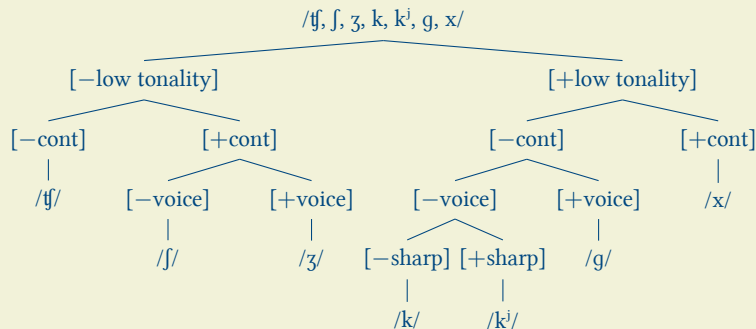 /t͡ʃ, ʃ, ʒ, k, kʲ, ɡ, x/
[−low tonality] [+low tonality]
[−cont] [+cont] [−cont] [+cont]
/t͡ʃ/ [−voice] [+voice] [−voice] [+voice] /x/
/ʃ/ /ʒ/ [−sharp] [+sharp] /ɡ/
/k/ /kʲ/